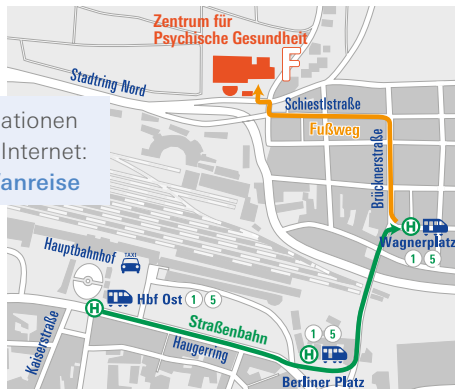 Zentrum für
Psychische Gesundheit
F
Stadtring Nord
Schiestlstraße
Fußweg
ationen
Internet:
anreise
Brücknerstraße
H
Wagnerplatz
1 5
Hauptbahnhof
TAXI
H
Hbf Ost 1 5
Straßenbahn
1 5
H
Kaiserstraße
Haugerring
Berliner Platz